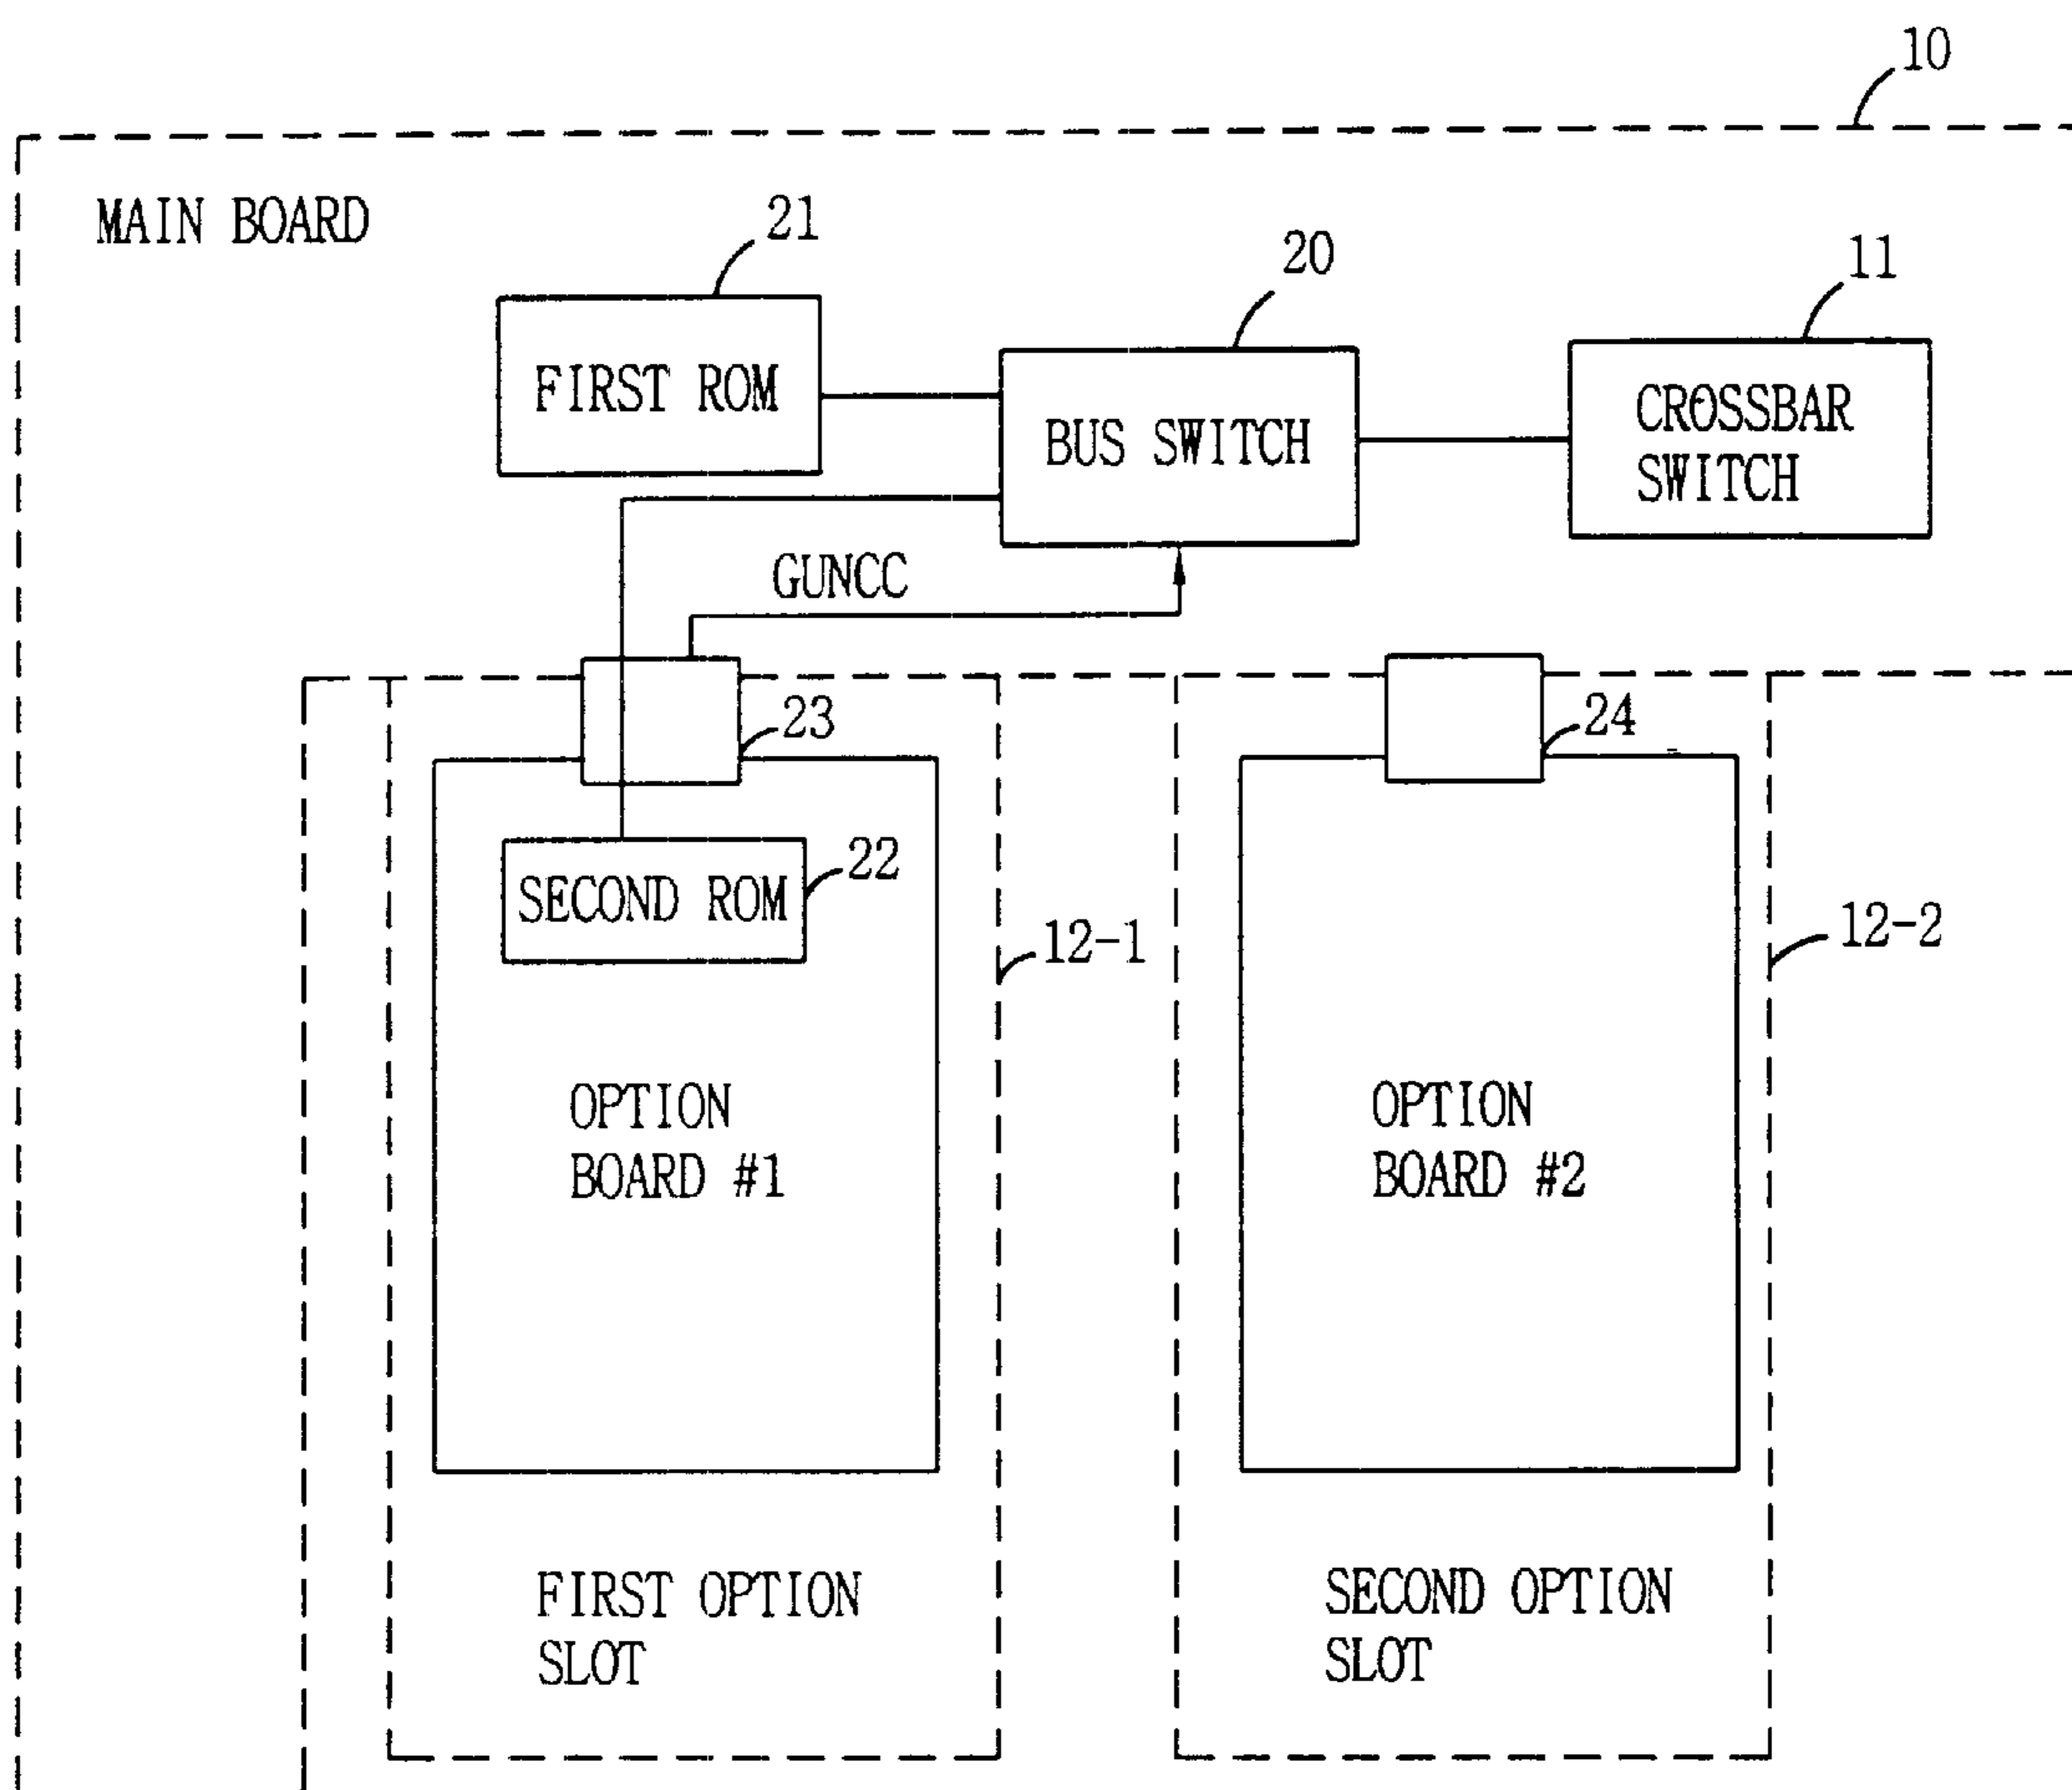 10
MAIN BOARD
21
20
11
FIRST ROM
BUS SWITCH
CROSSBAR
SWITCH
GUNCC
23
24
SECOND ROM
22
12-1
12-2
OPTION
BOARD #1
OPTION
BOARD #2
FIRST OPTION
SLOT
SECOND OPTION
SLOT